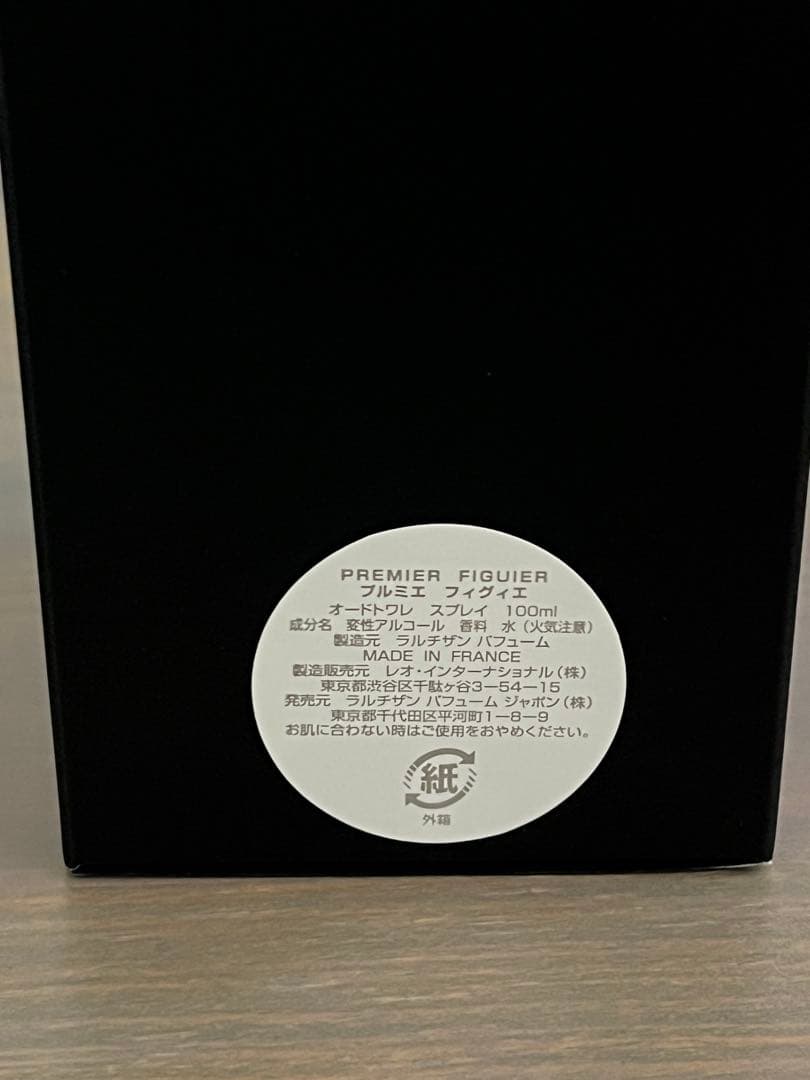 PREMIER FIGUIER
プルミエ フィグィエ
オードトワレ スプレイ 100ml
成分名 変性アルコール 香料 水（火気注意）
製造元 ラルチザン パフューム
MADE IN FRANCE
製造販売元 レオ・インターナショナル（株）
東京都渋谷区千駄ヶ谷3-54-15
発売元 ラルチザン パフューム ジャポン（株）
東京都千代田区平河町1-8-9
お肌に合わない時はご使用をおやめください。
紙
外箱